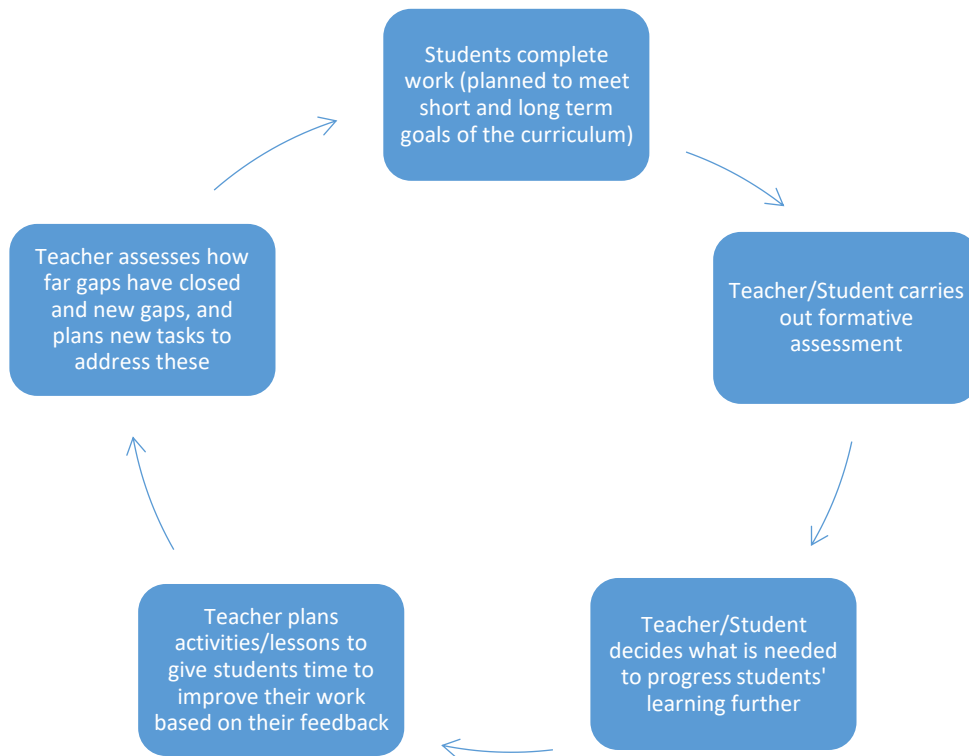 Students complete
work (planned to meet
short and long term
goals of the curriculum)
Teacher/Student carries
out formative
assessment
Teacher/Student
decides what is needed
to progress students'
learning further
Teacher plans
activities/lessons to
give students time to
improve their work
based on their feedback
Teacher assesses how
far gaps have closed
and new gaps, and
plans new tasks to
address these